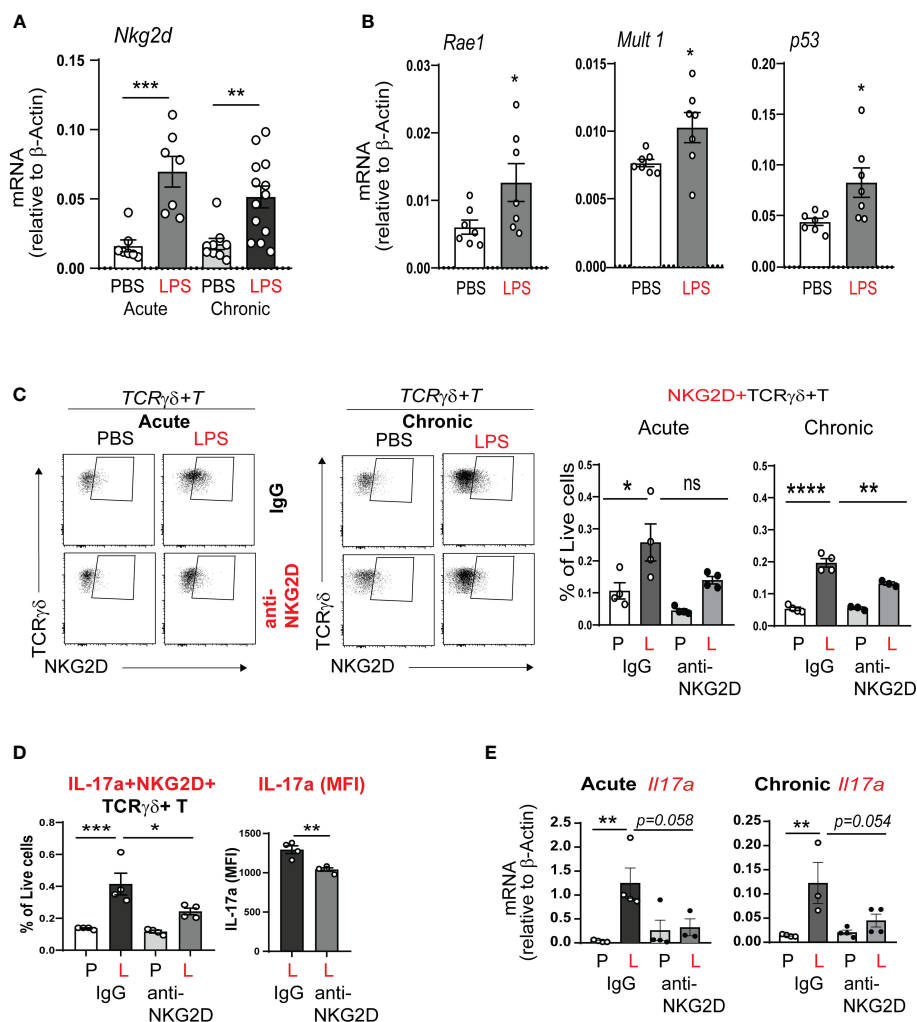 A
Nkg2d
mRNA
(relative to β-Actin)
0.15
0.10
0.05
0.00
***
**
PBS LPS PBS LPS
Acute Chronic
B
Rae1
Mult 1
p53
mRNA
(relative to β-Actin)
0.03
0.02
0.01
0.00
*
PBS LPS
0.015
0.010
0.005
0.000
*
PBS LPS
0.20
0.15
0.10
0.05
0.00
*
PBS LPS
C
TCRγδ+T
Acute
PBS LPS
TCRγδ+T
Chronic
PBS LPS
IgG
anti-
NKG2D
TCRγδ
NKG2D
TCRγδ
NKG2D
NKG2D+TCRγδ+T
Acute
Chronic
% of Live cells
0.5
0.4
0.3
0.2
0.1
0.0
*
ns
P L P L
IgG anti-
NKG2D
0.5
0.4
0.3
0.2
0.1
0.0
****
**
P L P L
IgG anti-
NKG2D
D
IL-17a+NKG2D+
TCRγδ+ T
% of Live cells
0.8
0.6
0.4
0.2
0.0
***
*
P L P L
IgG anti-
NKG2D
IL-17a (MFI)
IL-17a (MFI)
1500
1000
500
0
**
L L
IgG anti-
NKG2D
E
Acute Il17a
mRNA
(relative to β-Actin)
2.5
2.0
1.5
1.0
0.5
0.0
**
p=0.058
P L P L
IgG anti-
NKG2D
Chronic Il17a
0.25
0.20
0.15
0.10
0.05
0.00
**
p=0.054
P L P L
IgG anti-
NKG2D